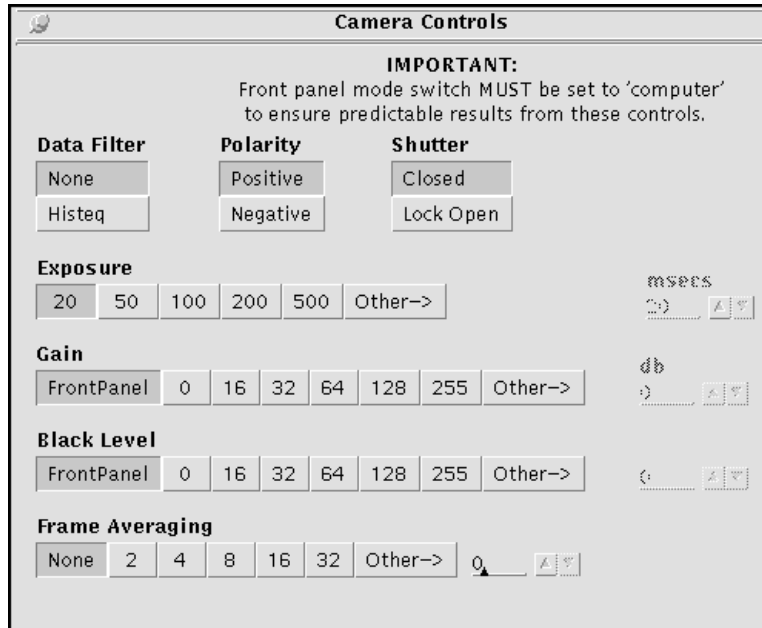 Camera Controls
IMPORTANT:
Front panel mode switch MUST be set to 'computer'
to ensure predictable results from these controls.
Data Filter Polarity Shutter
None Positive Closed
Histeq Negative Lock Open
Exposure msecs
20 50 100 200 500 Other-> 20
Gain db
FrontPanel 0 16 32 64 128 255 Other-> 0
Black Level
FrontPanel 0 16 32 64 128 255 Other-> 0
Frame Averaging
None 2 4 8 16 32 Other-> 0